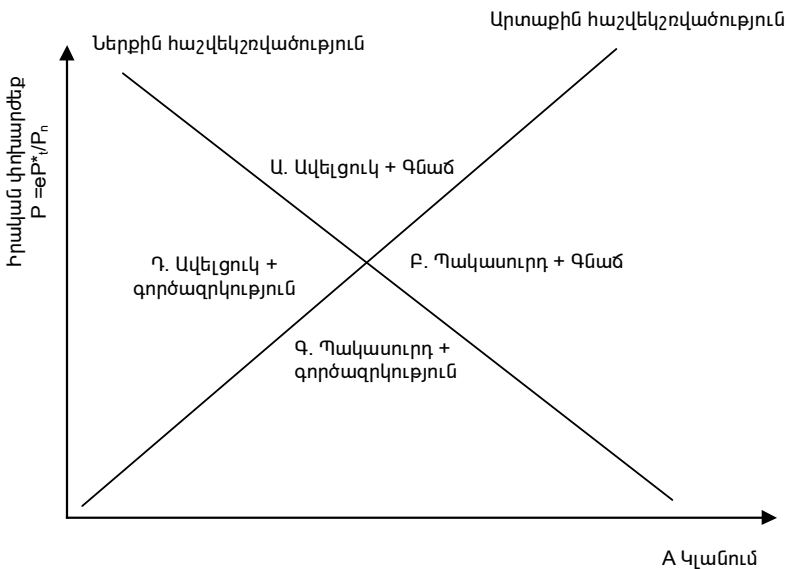 Արտաքին հաշվեկշռվածություն
Ներքին հաշվեկշռվածություն
Իրական փոխարժեք
P =eP*t/Pn
Ա. Ավելցուկ + Գնաճ
Դ. Ավելցուկ +
գործազրկություն
Բ. Պակասուրդ + Գնաճ
Գ. Պակասուրդ +
գործազրկություն
A Կլանում